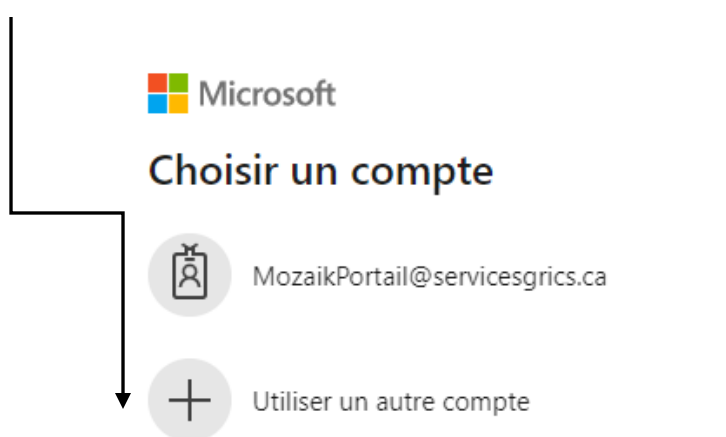 Microsoft
Choisir un compte
MozaikPortail@servicesgrics.ca
Utiliser un autre compte